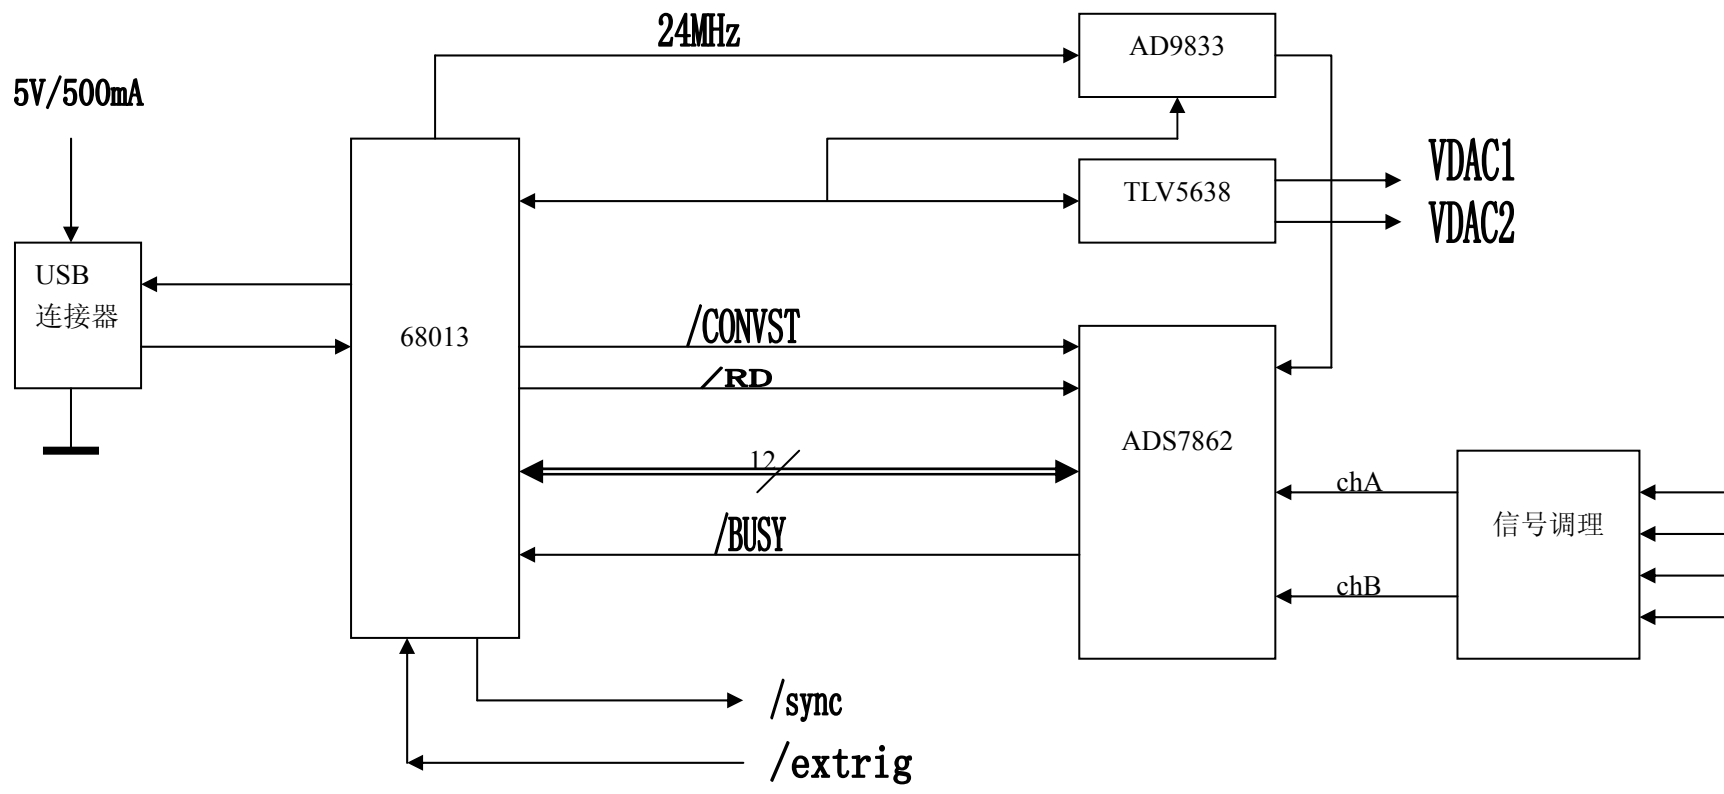 24MHz
AD9833
5V/500mA
VDAC1
TLV5638
VDAC2
USB
连接器
68013
/CONVST
/RD
ADS7862
12
chA
信号调理
/BUSY
chB
/sync
/extrig